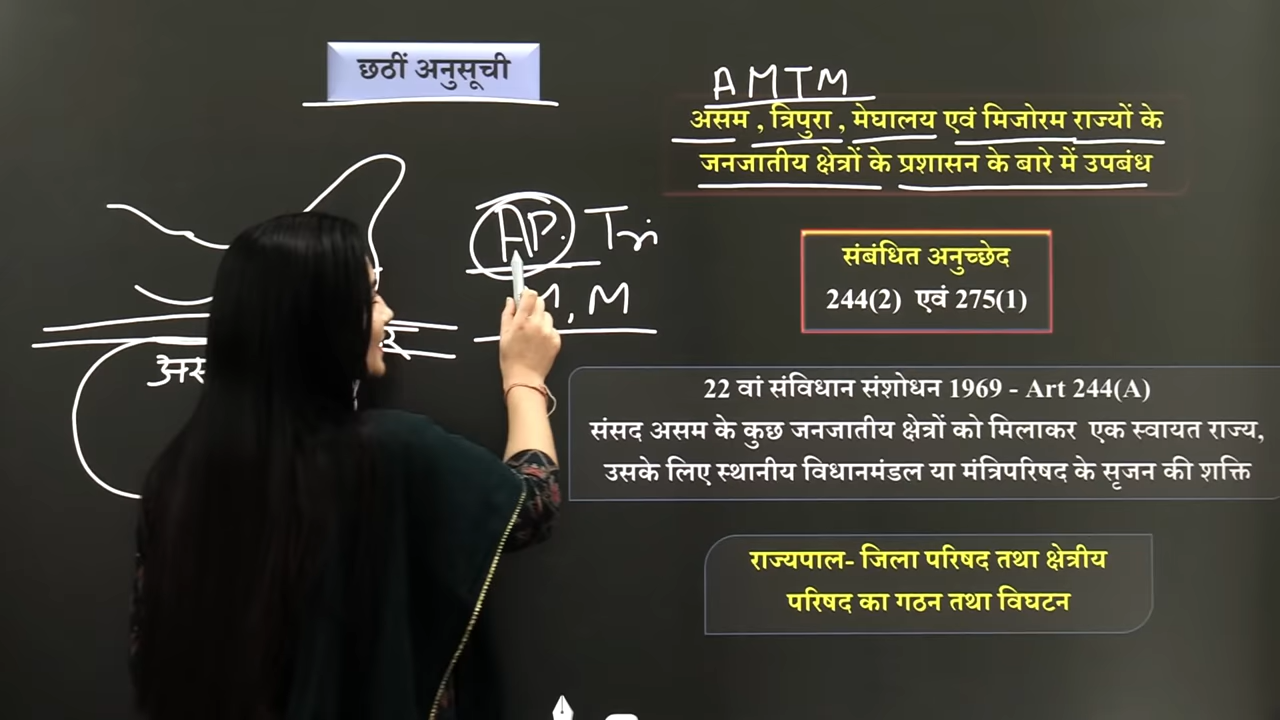 छठीं अनुसूची
A M T M
असम , त्रिपुरा , मेघालय एवं मिजोरम राज्यों के
जनजातीय क्षेत्रों के प्रशासन के बारे में उपबंध
AP. Tri
M, M
अस
संबंधित अनुच्छेद
244(2) एवं 275(1)
22 वां संविधान संशोधन 1969 - Art 244(A)
संसद असम के कुछ जनजातीय क्षेत्रों को मिलाकर एक स्वायत राज्य,
उसके लिए स्थानीय विधानमंडल या मंत्रिपरिषद के सृजन की शक्ति
राज्यपाल- जिला परिषद तथा क्षेत्रीय
परिषद का गठन तथा विघटन